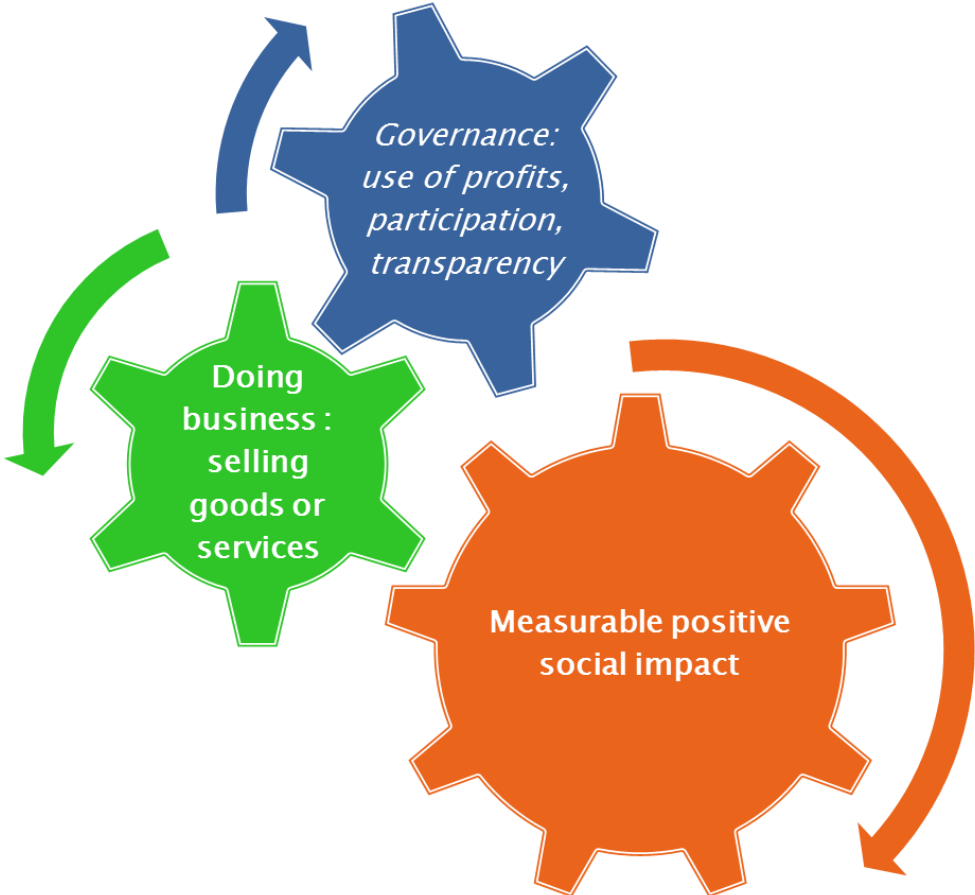 Governance:
use of profits,
participation,
transparency
Doing
business :
selling
goods or
services
Measurable positive
social impact